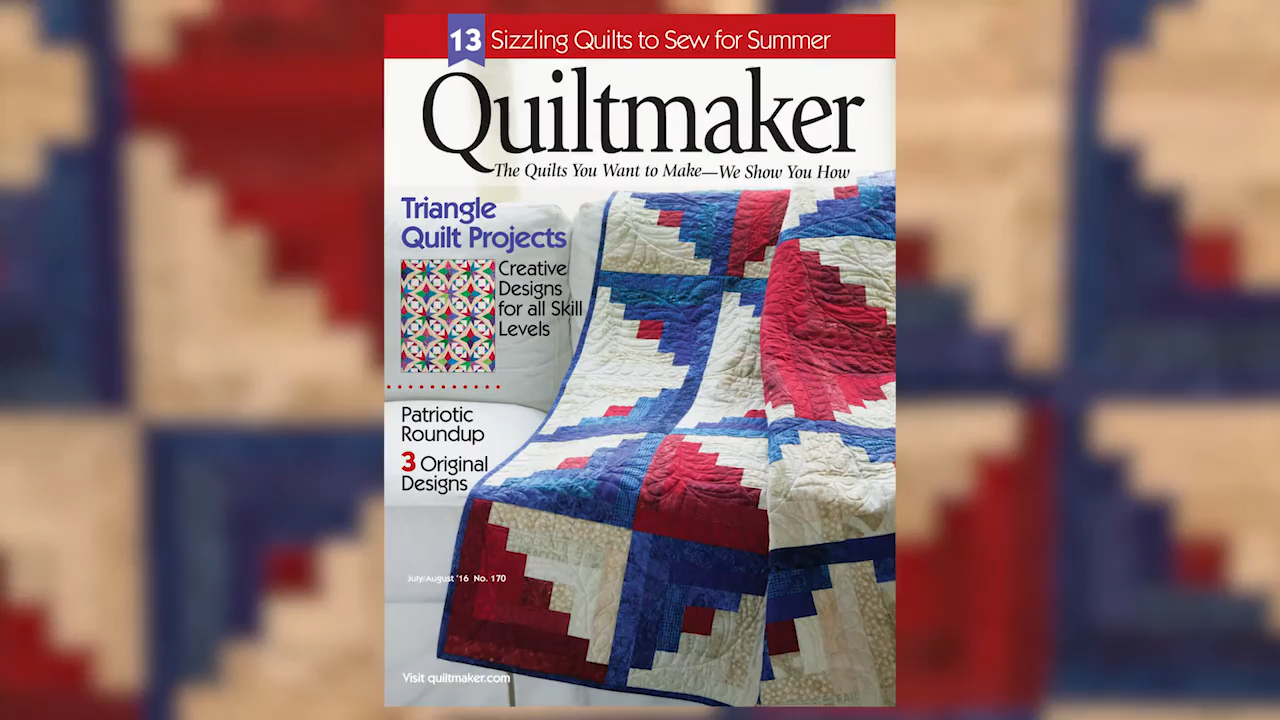 13 Sizzling Quilts to Sew for Summer
Quiltmaker
The Quilts You Want to Make—We Show You How
Triangle
Quilt Projects
Creative
Designs
for all Skill
Levels
Patriotic
Roundup
3 Original
Designs
July/August '16 No. 170
Visit quiltmaker.com